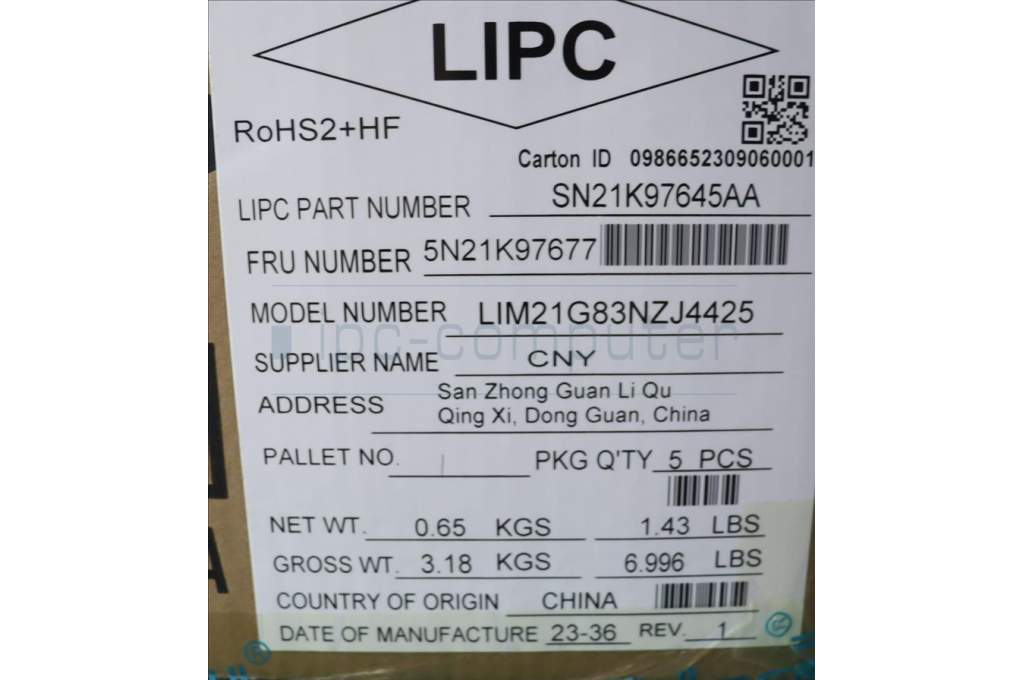 LIPC
RoHS2+HF
Carton ID 0986652309060001
LIPC PART NUMBER SN21K97645AA
FRU NUMBER 5N21K97677
MODEL NUMBER LIM21G83NZJ4425
ipc-computer
SUPPLIER NAME CNY
ADDRESS San Zhong Guan Li Qu
Qing Xi, Dong Guan, China
PALLET NO. PKG Q'TY 5 PCS
NET WT. 0.65 KGS 1.43 LBS
GROSS WT. 3.18 KGS 6.996 LBS
COUNTRY OF ORIGIN CHINA
DATE OF MANUFACTURE 23-36 REV. 1